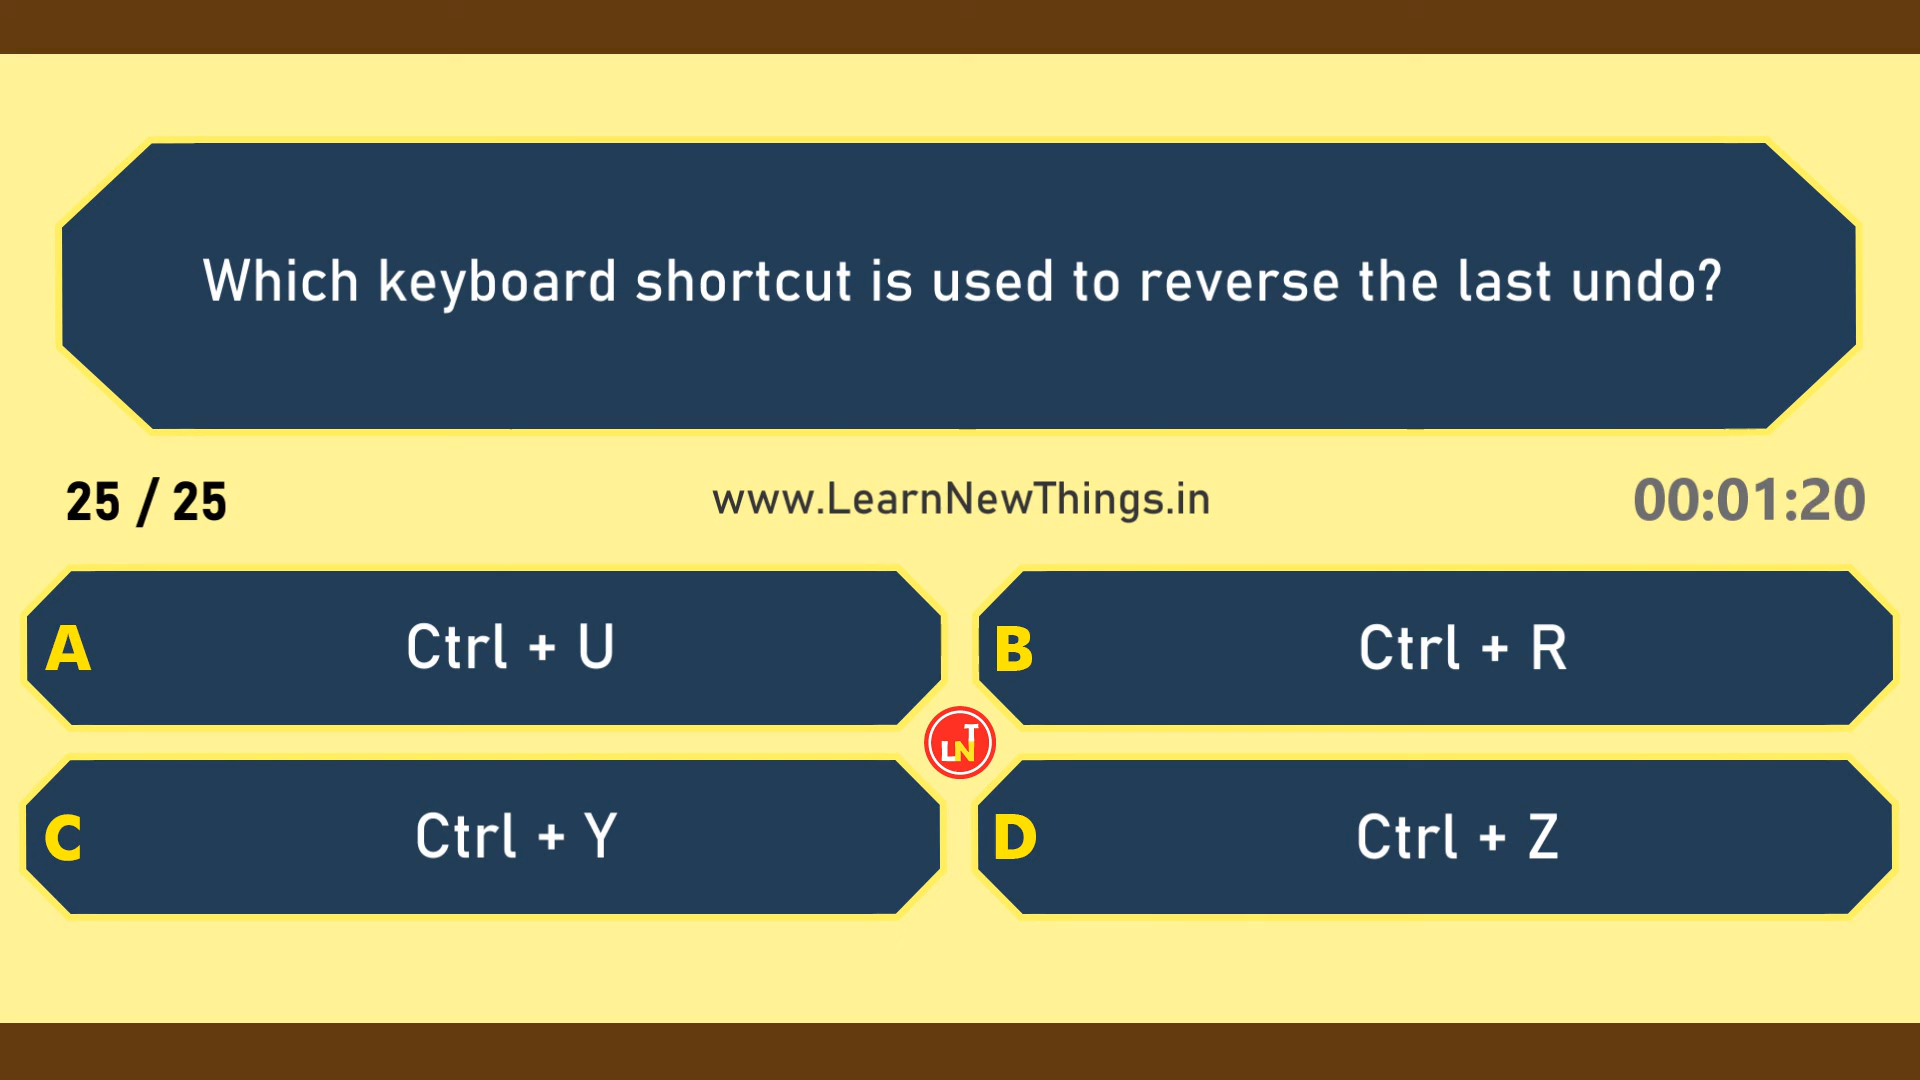 Which keyboard shortcut is used to reverse the last undo?
25 / 25
www.LearnNewThings.in
00:01:20
A Ctrl + U
B Ctrl + R
LNT
C Ctrl + Y
D Ctrl + Z